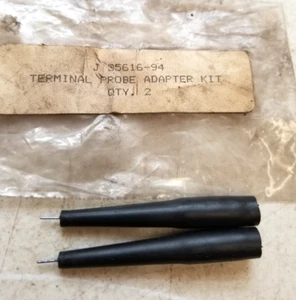 J 35616-94
TERMINAL PROBE ADAPTER KIT
QTY. 2